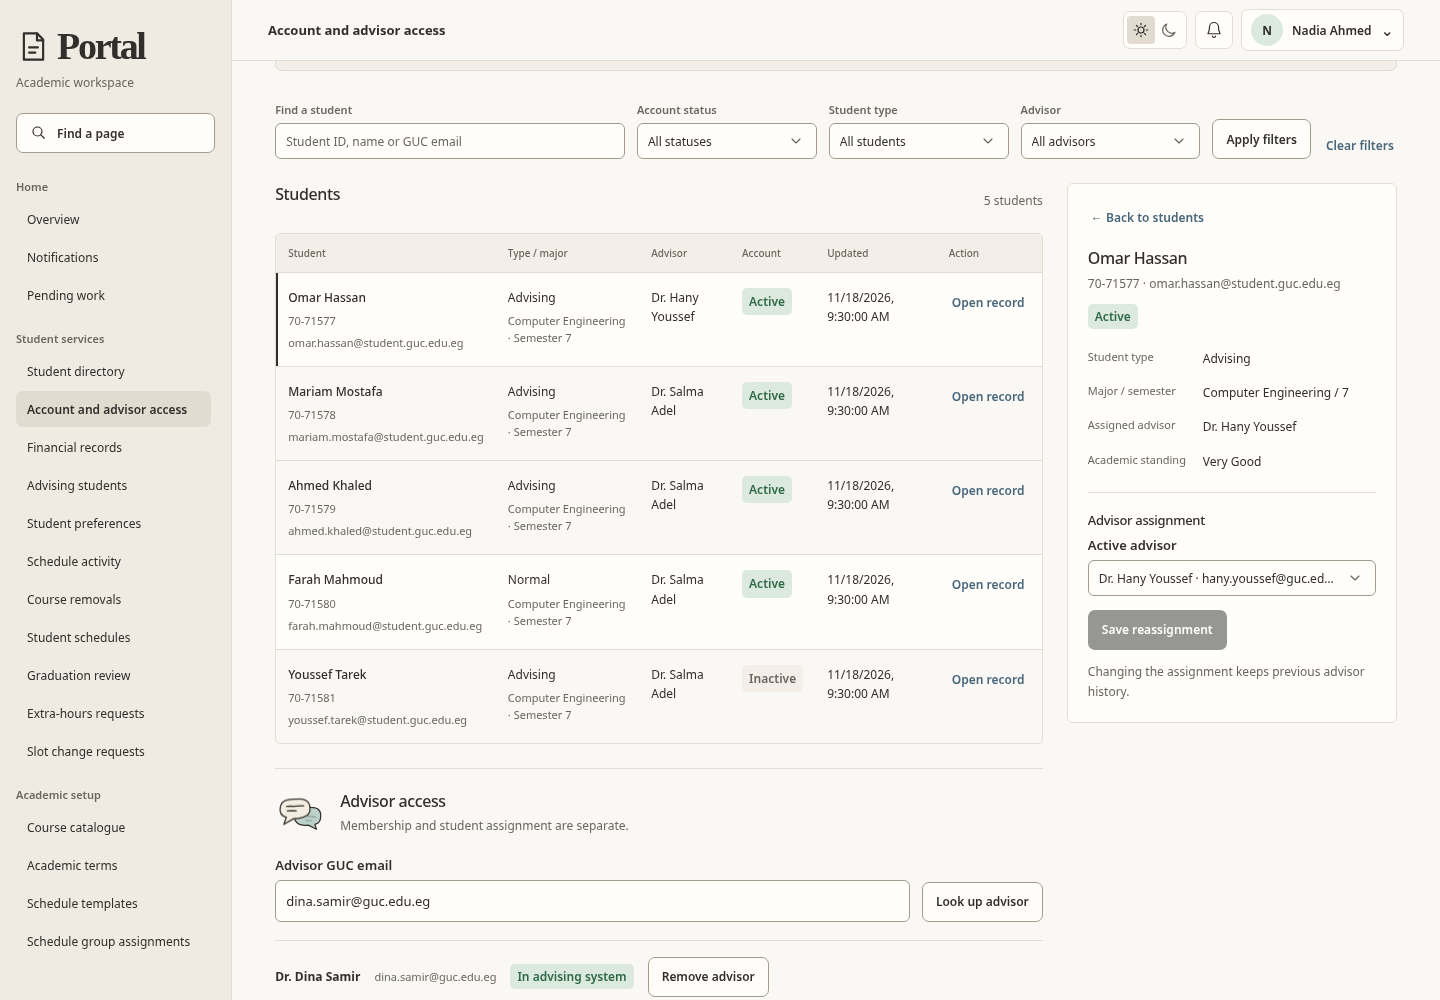 Portal
Academic workspace
Find a page
Home
Overview
Notifications
Pending work
Student services
Student directory
Account and advisor access
Financial records
Advising students
Student preferences
Schedule activity
Course removals
Student schedules
Graduation review
Extra-hours requests
Slot change requests
Academic setup
Course catalogue
Academic terms
Schedule templates
Schedule group assignments
Account and advisor access
N Nadia Ahmed
Find a student Account status Student type Advisor
Student ID, name or GUC email All statuses All students All advisors Apply filters Clear filters
Students 5 students
Student Type / major Advisor Account Updated Action
Omar Hassan Advising Dr. Hany Active 11/18/2026, Open record
70-71577 Computer Engineering Youssef 9:30:00 AM
omar.hassan@student.guc.edu.eg · Semester 7
Mariam Mostafa Advising Dr. Salma Active 11/18/2026, Open record
70-71578 Computer Engineering Adel 9:30:00 AM
mariam.mostafa@student.guc.edu.eg · Semester 7
Ahmed Khaled Advising Dr. Salma Active 11/18/2026, Open record
70-71579 Computer Engineering Adel 9:30:00 AM
ahmed.khaled@student.guc.edu.eg · Semester 7
Farah Mahmoud Normal Dr. Salma Active 11/18/2026, Open record
70-71580 Computer Engineering Adel 9:30:00 AM
farah.mahmoud@student.guc.edu.eg · Semester 7
Youssef Tarek Advising Dr. Salma Inactive 11/18/2026, Open record
70-71581 Computer Engineering Adel 9:30:00 AM
youssef.tarek@student.guc.edu.eg · Semester 7
Advisor access
Membership and student assignment are separate.
Advisor GUC email
dina.samir@guc.edu.eg Look up advisor
Dr. Dina Samir dina.samir@guc.edu.eg In advising system Remove advisor
← Back to students
Omar Hassan
70-71577 · omar.hassan@student.guc.edu.eg
Active
Student type Advising
Major / semester Computer Engineering / 7
Assigned advisor Dr. Hany Youssef
Academic standing Very Good
Advisor assignment
Active advisor
Dr. Hany Youssef · hany.youssef@guc.ed...
Save reassignment
Changing the assignment keeps previous advisor
history.